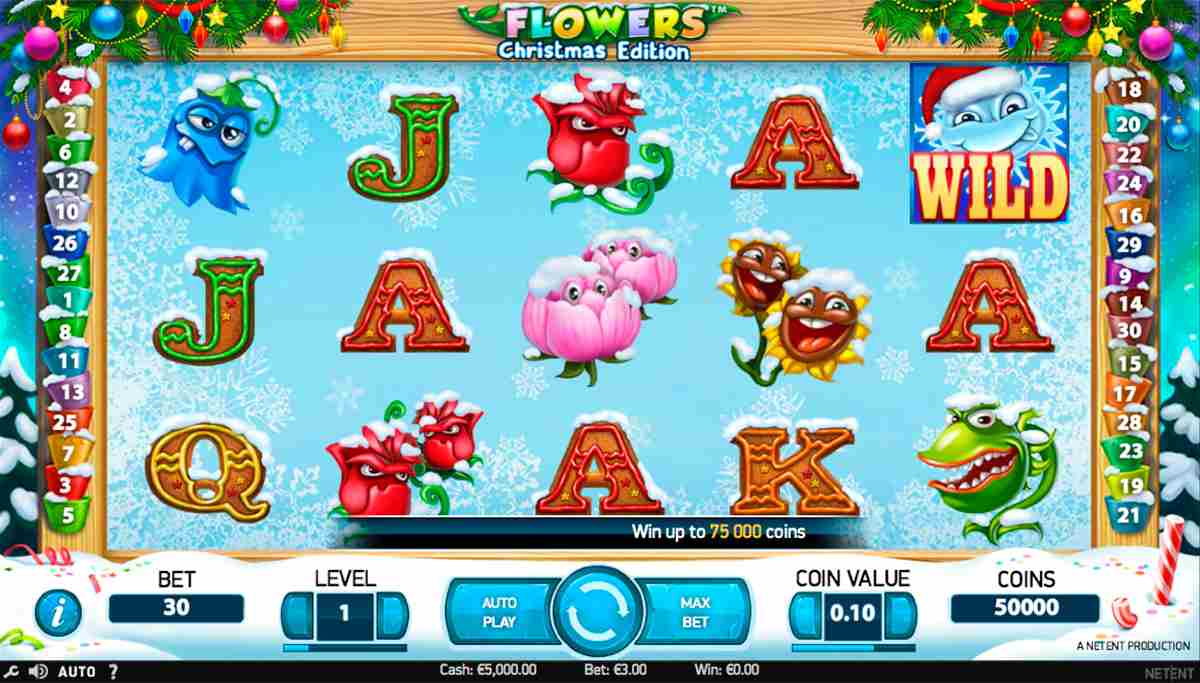 FLOWERS™
Christmas Edition
4
2
6
12
10
26
27
1
8
11
13
25
7
3
5
J
A
WILD
J
A
A
Q
A
K
18
20
22
24
16
29
9
14
30
15
17
28
23
19
21
Win up to 75 000 coins
BET
30
LEVEL
1
AUTO
PLAY
MAX
BET
COIN VALUE
0.10
COINS
50000
A NETENT PRODUCTION
i
AUTO ?
Cash: €5,000.00 Bet: €3.00 Win: €0.00
NETENT